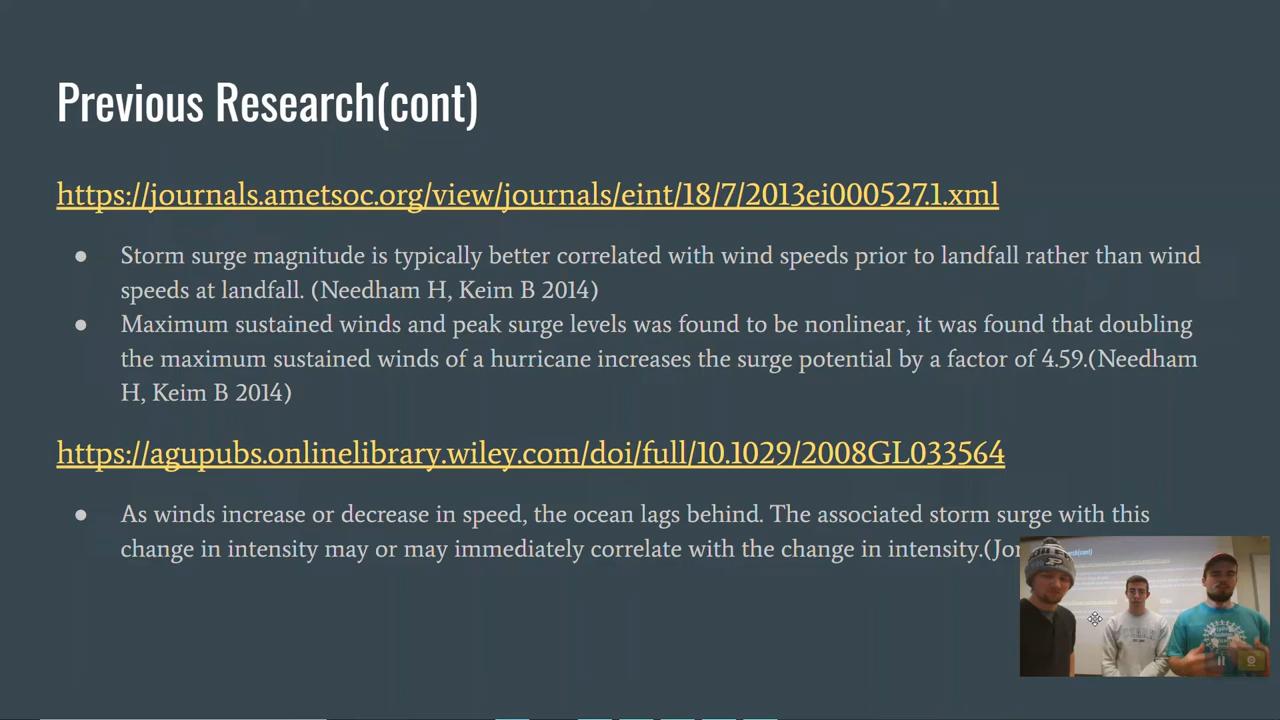 Previous Research(cont)
https://journals.ametsoc.org/view/journals/eint/18/7/2013ei000527.1.xml
● Storm surge magnitude is typically better correlated with wind speeds prior to landfall rather than wind
speeds at landfall. (Needham H, Keim B 2014)
● Maximum sustained winds and peak surge levels was found to be nonlinear, it was found that doubling
the maximum sustained winds of a hurricane increases the surge potential by a factor of 4.59.(Needham
H, Keim B 2014)
https://agupubs.onlinelibrary.wiley.com/doi/full/10.1029/2008GL033564
● As winds increase or decrease in speed, the ocean lags behind. The associated storm surge with this
change in intensity may or may immediately correlate with the change in intensity.